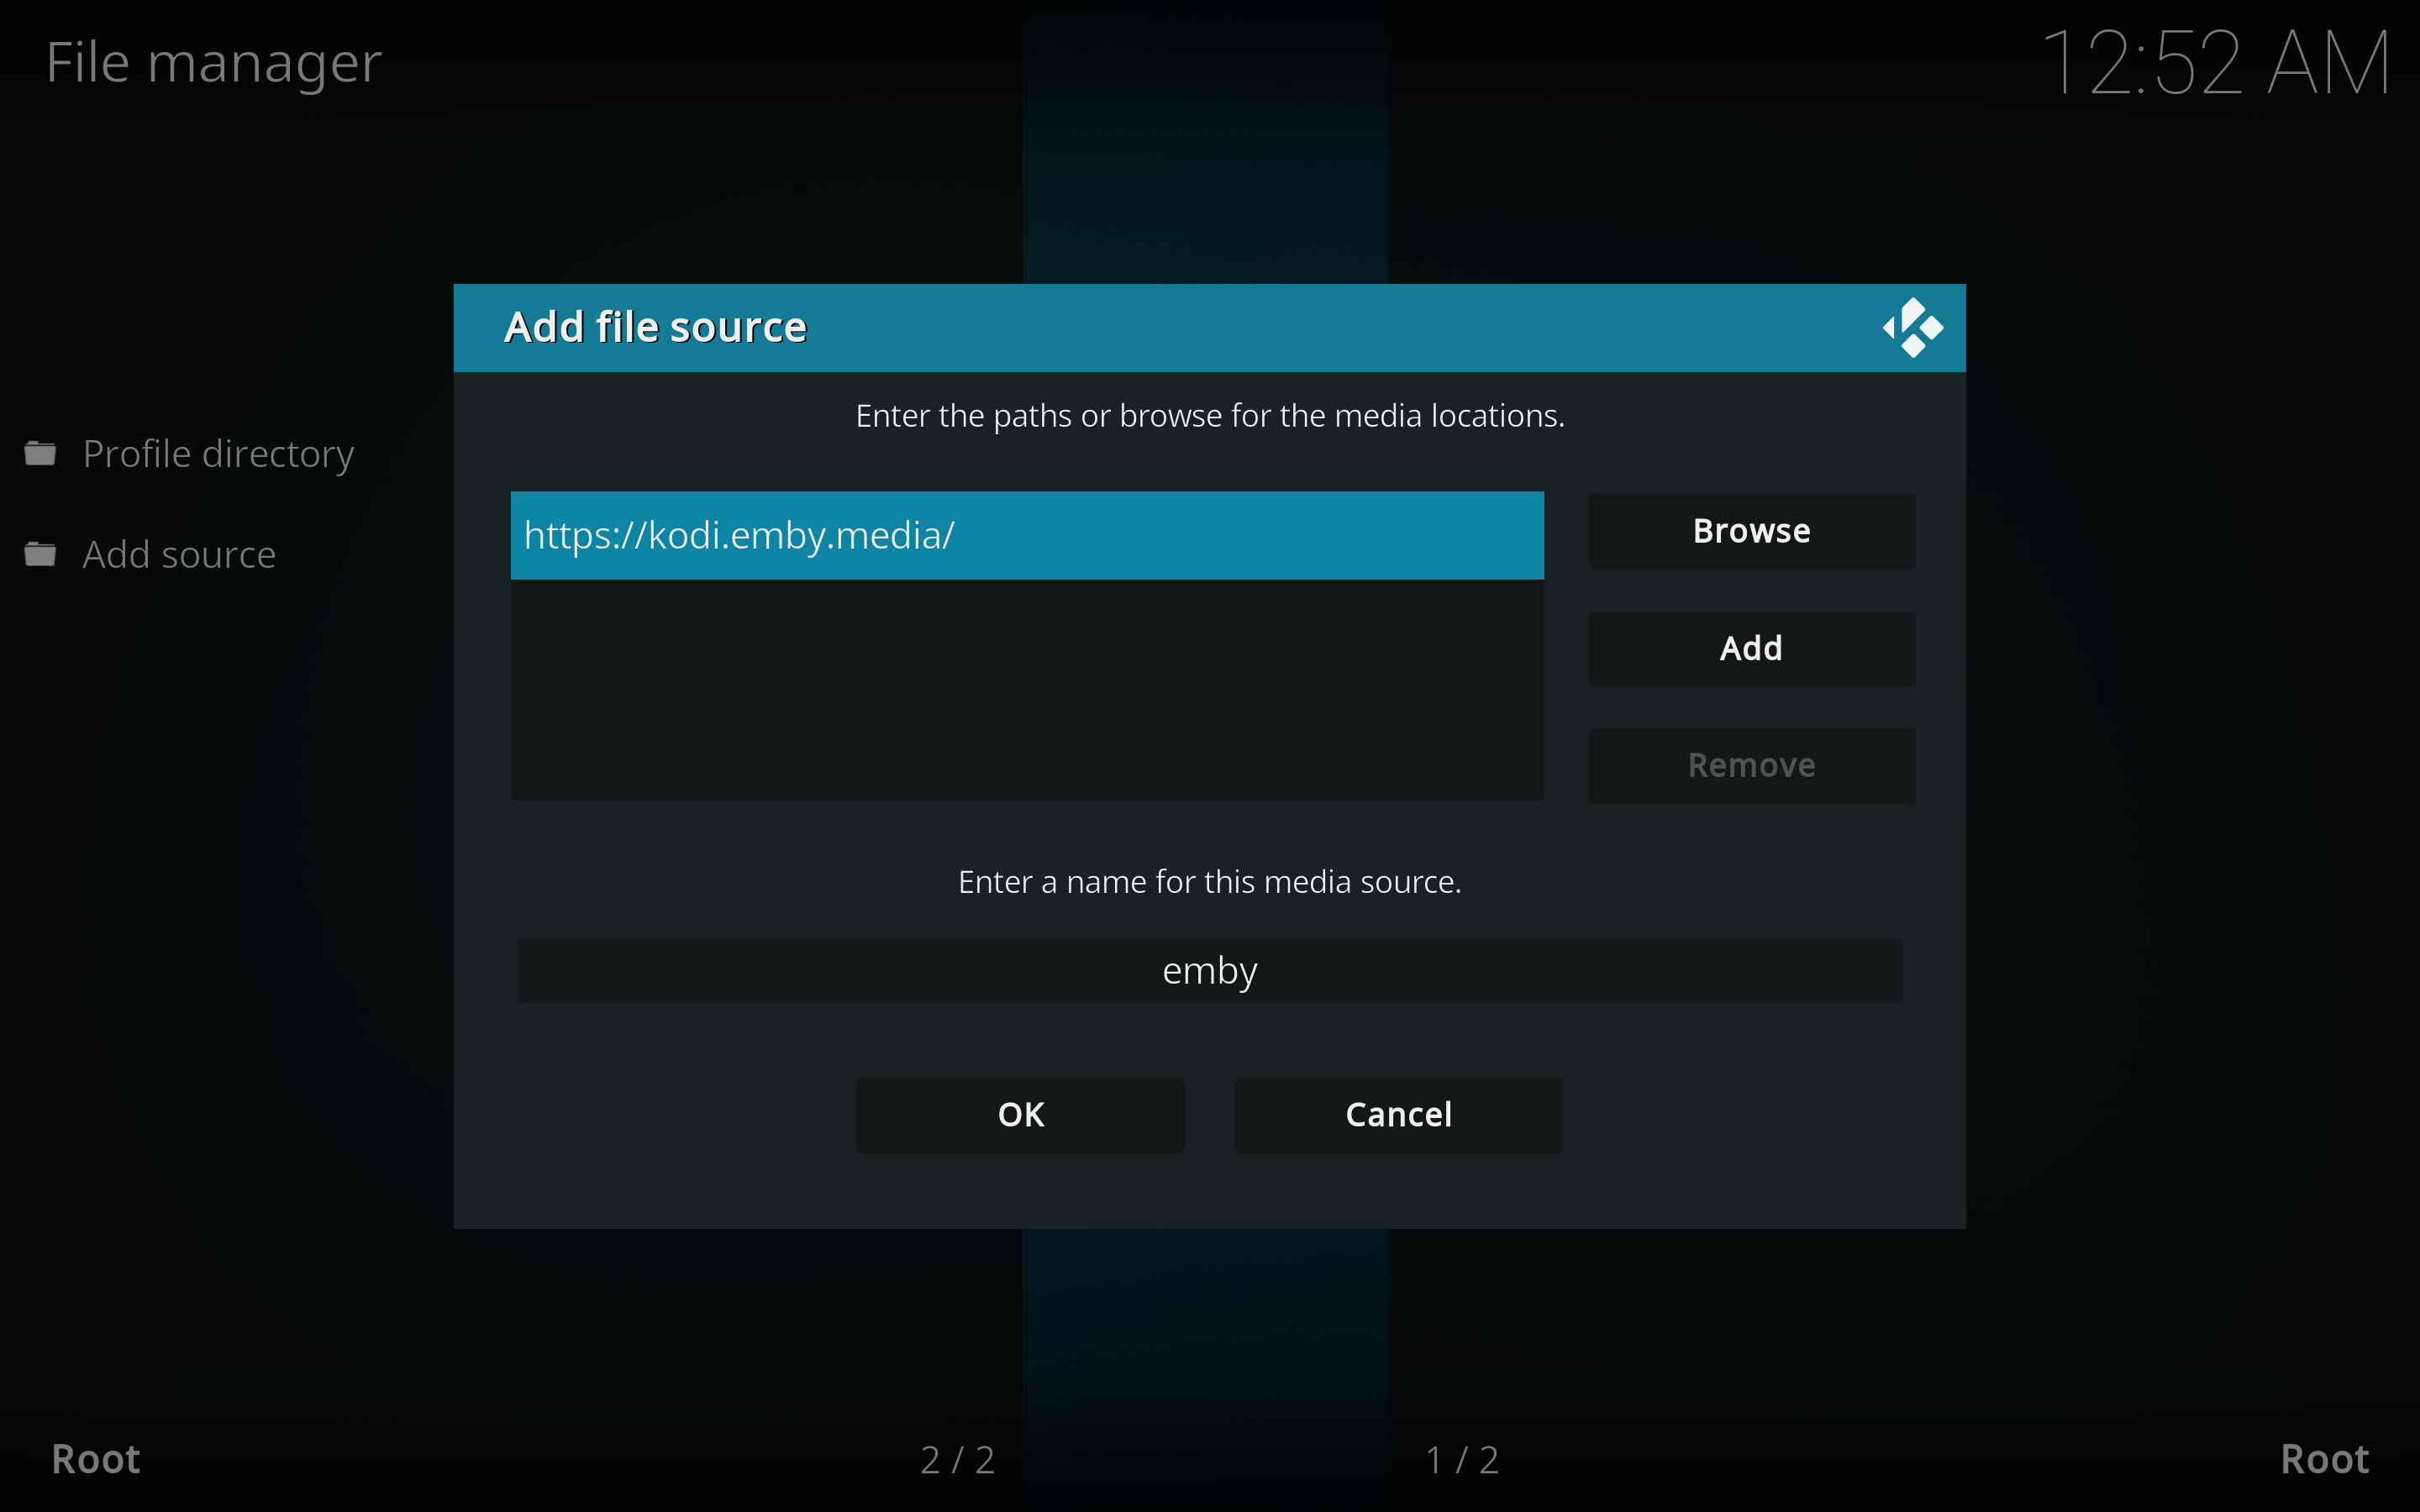 File manager
12:52 AM
Add file source
Enter the paths or browse for the media locations.
Profile directory
Add source
https://kodi.emby.media/
Browse
Add
Remove
Enter a name for this media source.
emby
OK
Cancel
Root
2 / 2
1 / 2
Root